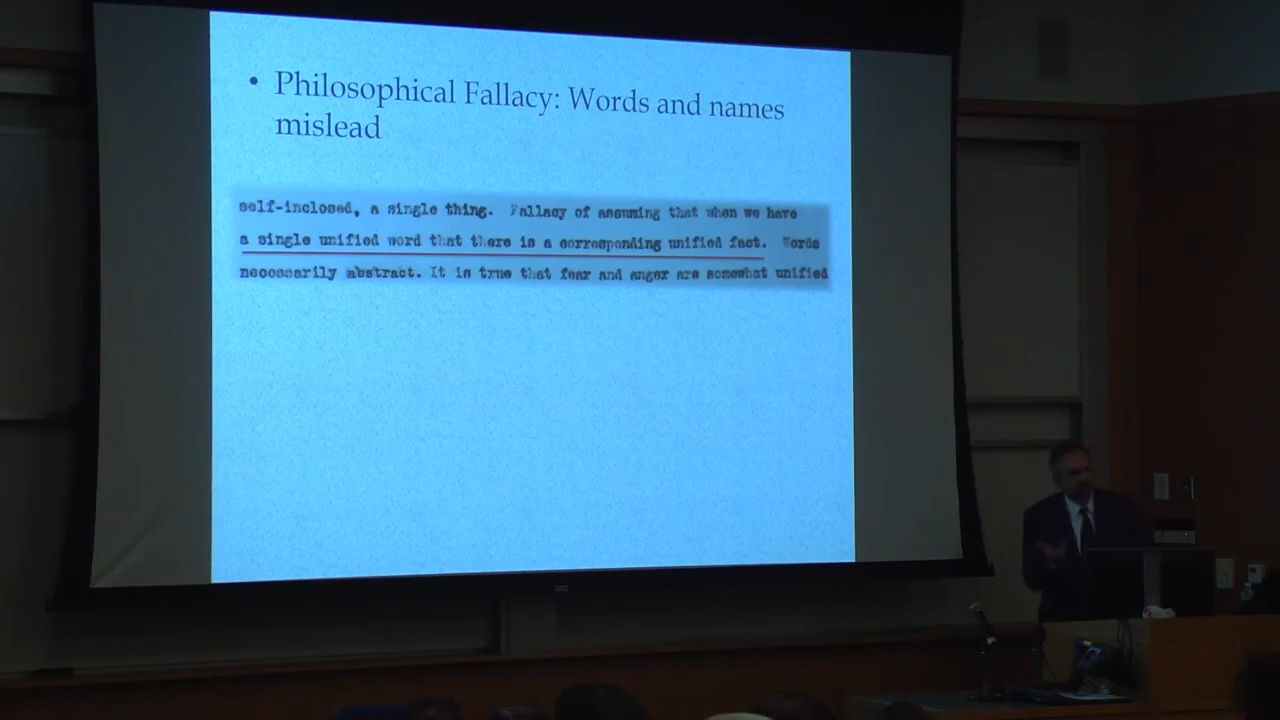 • Philosophical Fallacy: Words and names
mislead
self-inclosed, a single thing. Fallacy of assuming that when we have
a single unified word that there is a corresponding unified fact. Words
necessarily abstract. It is true that fear and anger are somewhat unified